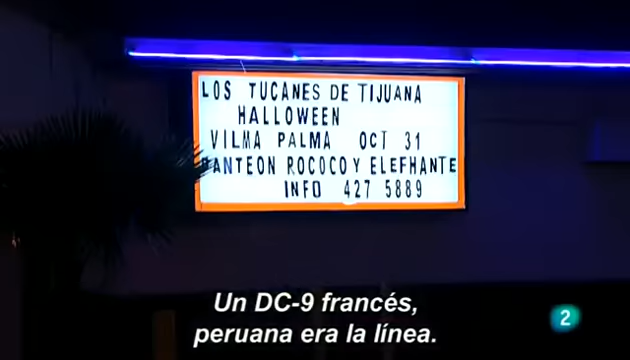 LOS TUCANES DE TIJUANA
HALLOWEEN
VILMA PALMA OCT 31
PANTEON ROCOCO Y ELEFHANTE
INFO 427 5889
Un DC-9 francés,
peruana era la línea.
2